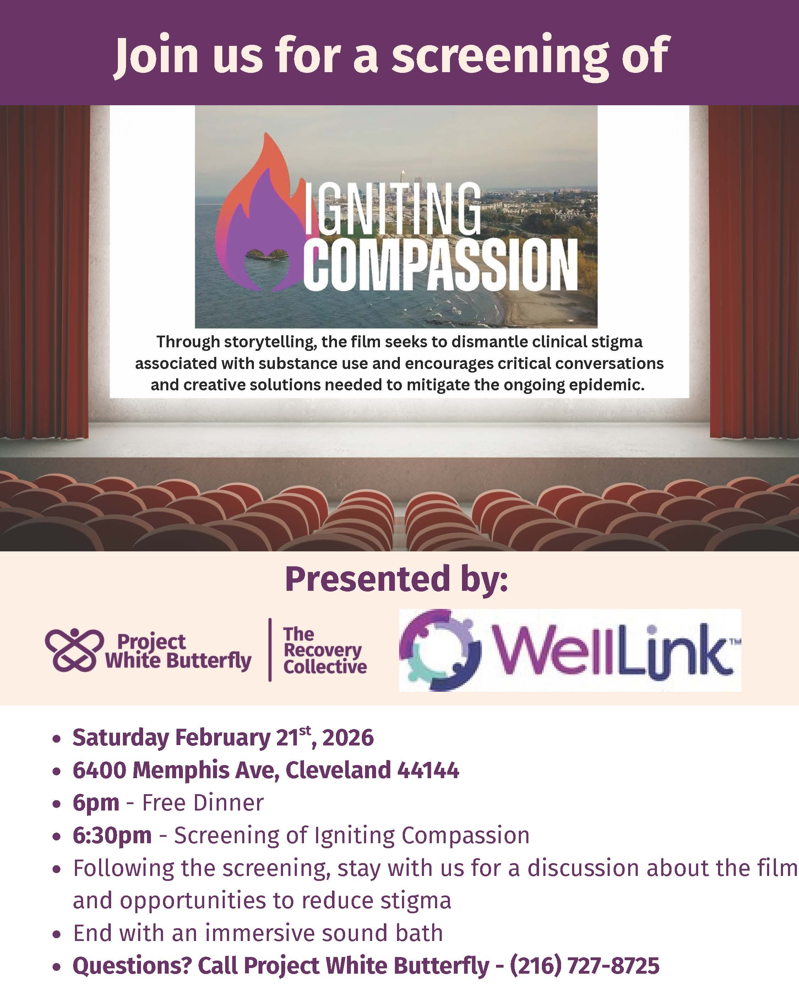 Join us for a screening of
IGNITING
COMPASSION
Through storytelling, the film seeks to dismantle clinical stigma
associated with substance use and encourages critical conversations
and creative solutions needed to mitigate the ongoing epidemic.
Presented by:
Project
White Butterfly
The
Recovery
Collective
WellLink™
• Saturday February 21st, 2026
• 6400 Memphis Ave, Cleveland 44144
• 6pm - Free Dinner
• 6:30pm - Screening of Igniting Compassion
• Following the screening, stay with us for a discussion about the film
and opportunities to reduce stigma
• End with an immersive sound bath
• Questions? Call Project White Butterfly - (216) 727-8725